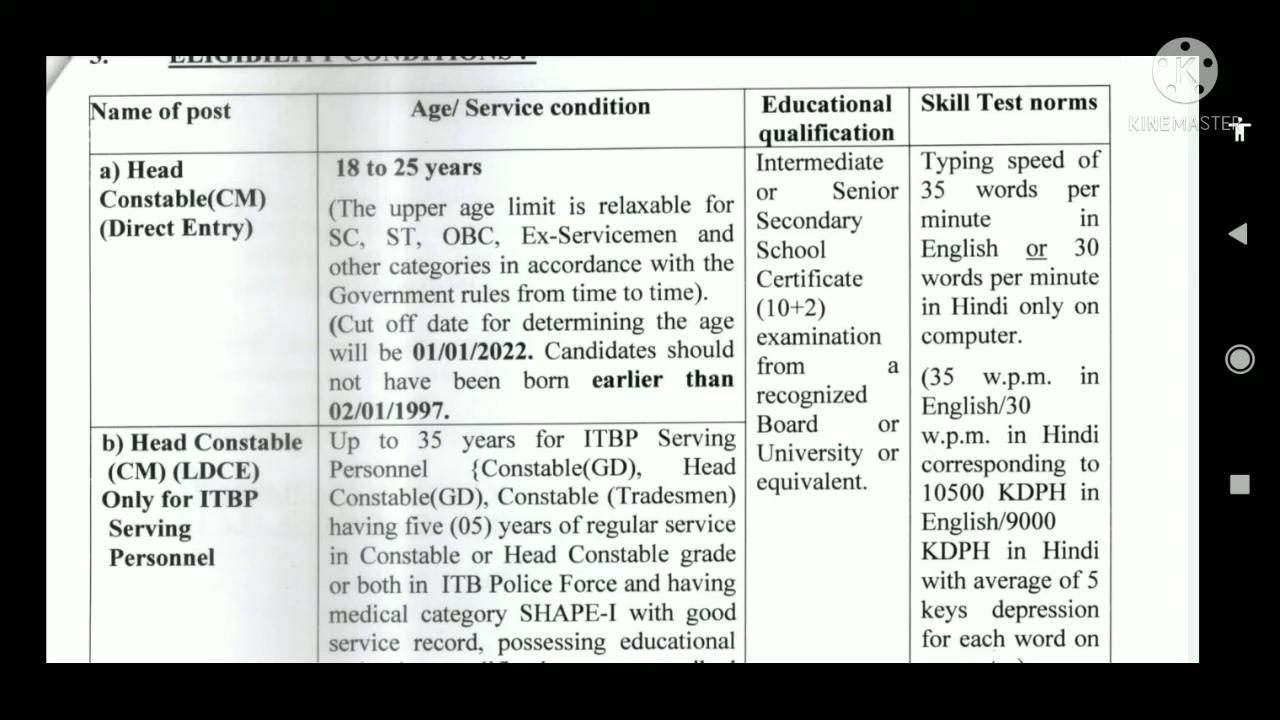 3. ELIGIBILITY CONDITIONS :
Name of post
Age/ Service condition
Educational
qualification
Skill Test norms
a) Head
Constable(CM)
(Direct Entry)
18 to 25 years
(The upper age limit is relaxable for
SC, ST, OBC, Ex-Servicemen and
other categories in accordance with the
Government rules from time to time).
(Cut off date for determining the age
will be 01/01/2022. Candidates should
not have been born earlier than
02/01/1997.
Intermediate
or Senior
Secondary
School
Certificate
(10+2)
examination
from a
recognized
Board or
University or
equivalent.
Typing speed of
35 words per
minute in
English or 30
words per minute
in Hindi only on
computer.
(35 w.p.m. in
English/30
w.p.m. in Hindi
corresponding to
10500 KDPH in
English/9000
KDPH in Hindi
with average of 5
keys depression
for each word on
b) Head Constable
(CM) (LDCE)
Only for ITBP
Serving
Personnel
Up to 35 years for ITBP Serving
Personnel {Constable(GD), Head
Constable(GD), Constable (Tradesmen)
having five (05) years of regular service
in Constable or Head Constable grade
or both in ITB Police Force and having
medical category SHAPE-I with good
service record, possessing educational
K
KINEMASTER